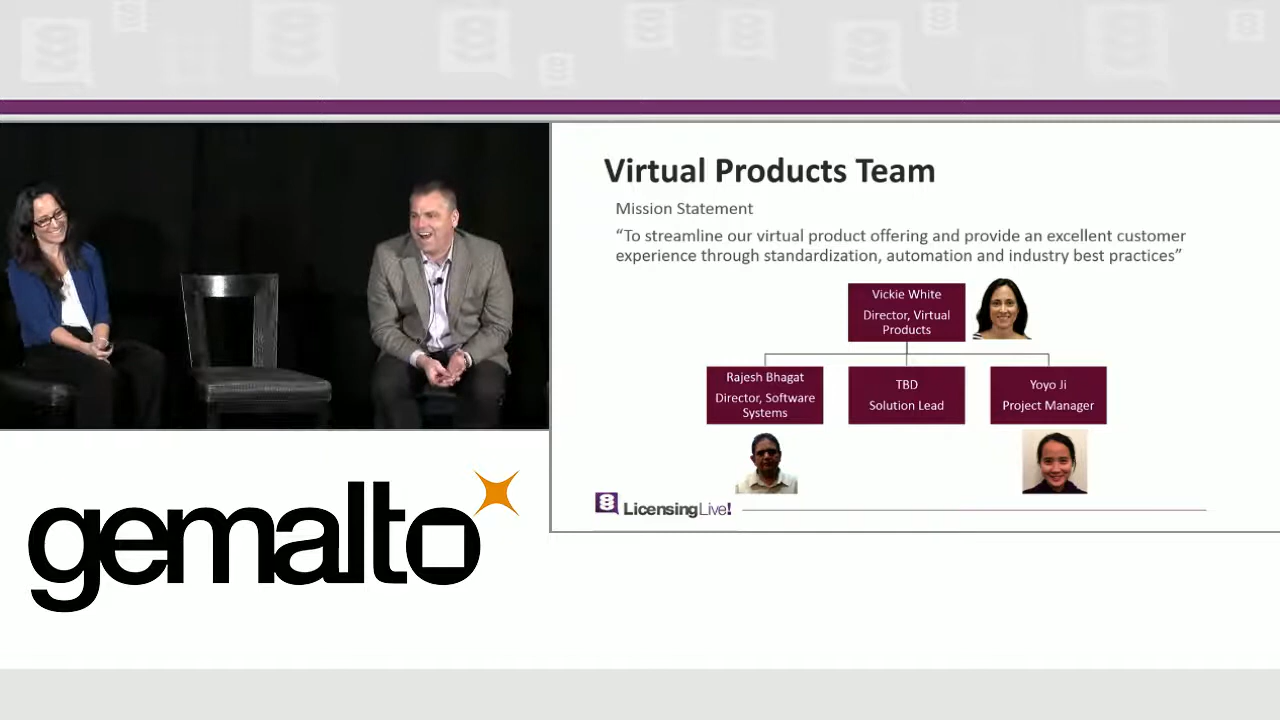 Virtual Products Team
Mission Statement
“To streamline our virtual product offering and provide an excellent customer
experience through standardization, automation and industry best practices”
Vickie White
Director, Virtual
Products
Rajesh Bhagat
Director, Software
Systems
TBD
Solution Lead
Yoyo Ji
Project Manager
8 LicensingLive!
gemalto